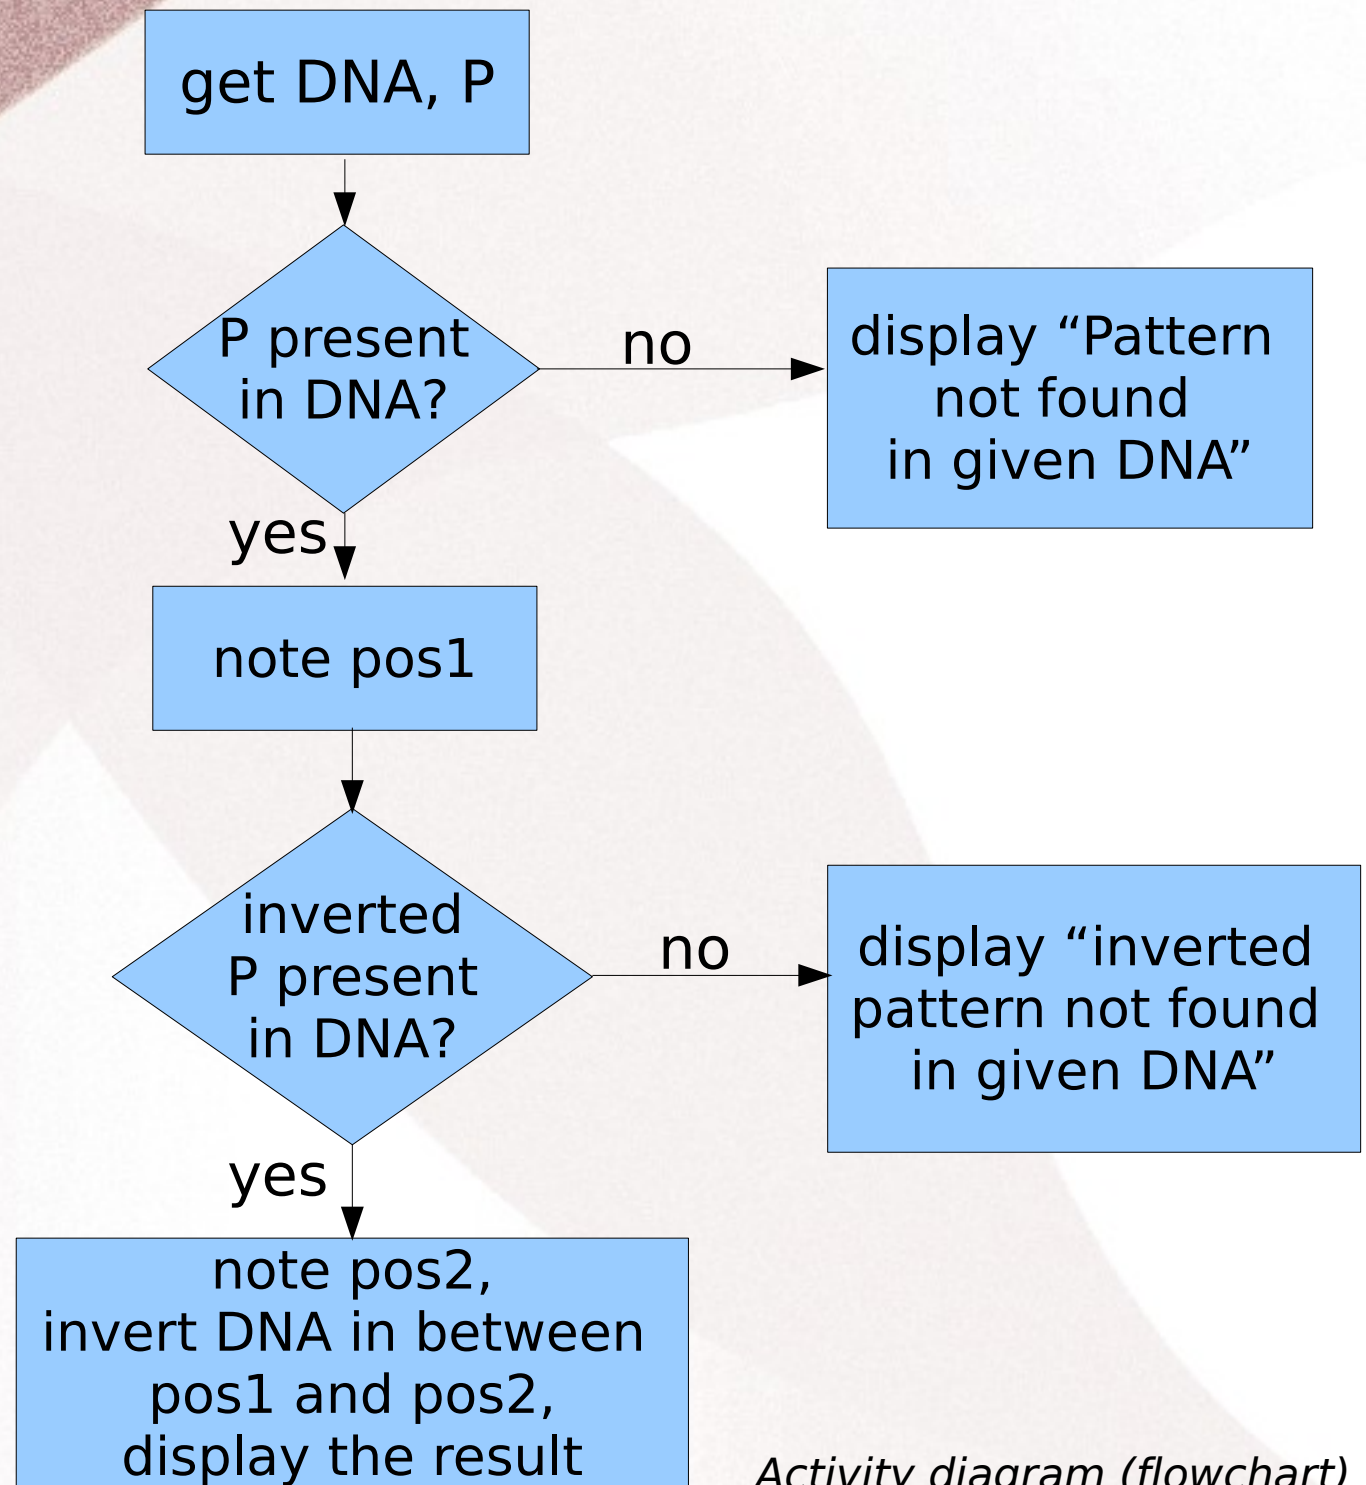 get DNA, P
P present
in DNA?
no
display “Pattern
not found
in given DNA”
yes
note pos1
inverted
P present
in DNA?
no
display “inverted
pattern not found
in given DNA”
yes
note pos2,
invert DNA in between
pos1 and pos2,
display the result
Activity diagram (flowchart)